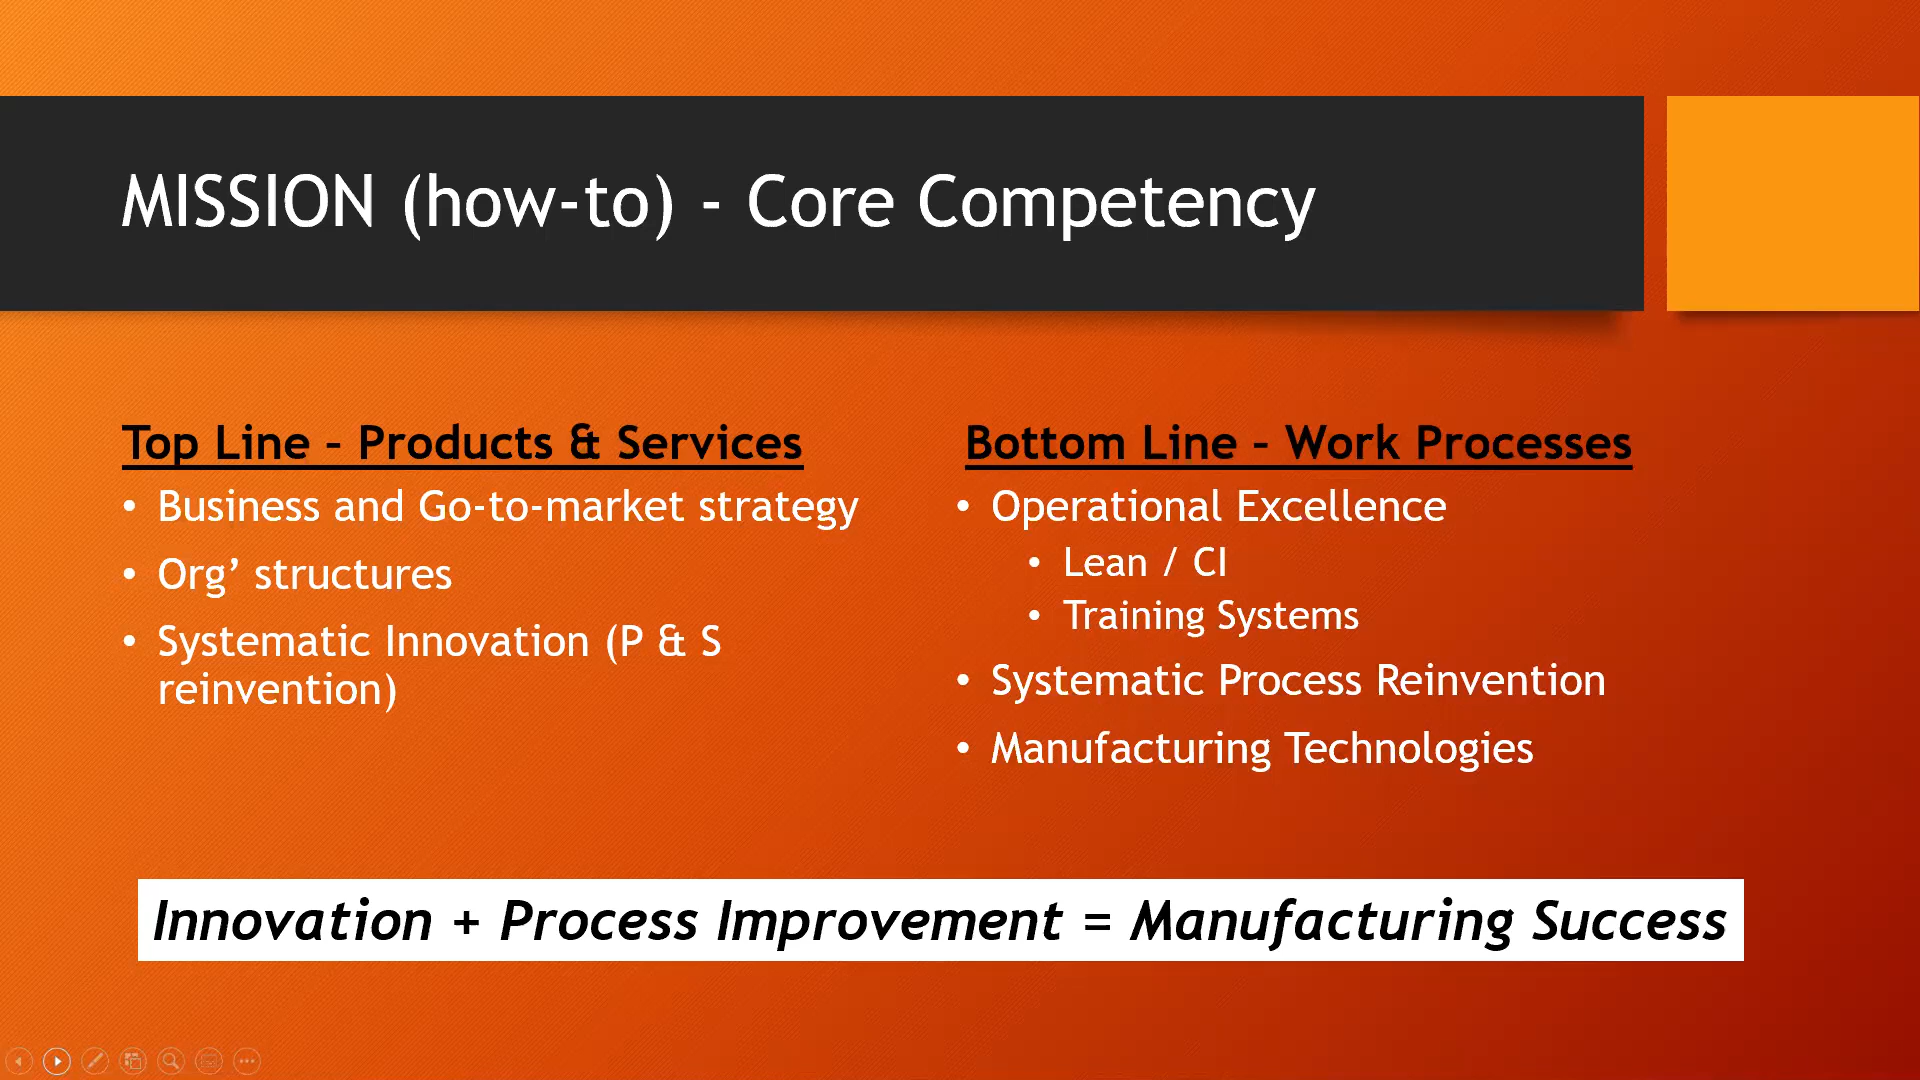 MISSION (how-to) - Core Competency
Top Line – Products & Services
• Business and Go-to-market strategy
• Org’ structures
• Systematic Innovation (P & S
reinvention)
Bottom Line – Work Processes
• Operational Excellence
• Lean / CI
• Training Systems
• Systematic Process Reinvention
• Manufacturing Technologies
Innovation + Process Improvement = Manufacturing Success